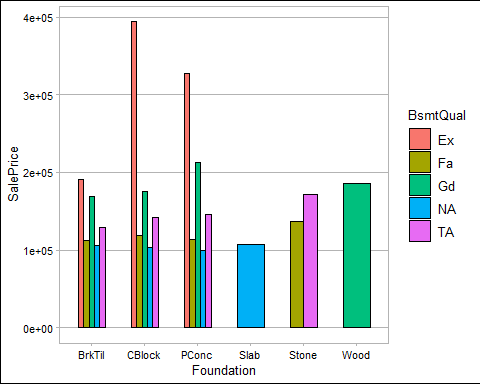 4e+05
3e+05
2e+05
1e+05
0e+00
SalePrice
BrkTil CBlock PConc Slab Stone Wood
Foundation
BsmtQual
Ex
Fa
Gd
NA
TA